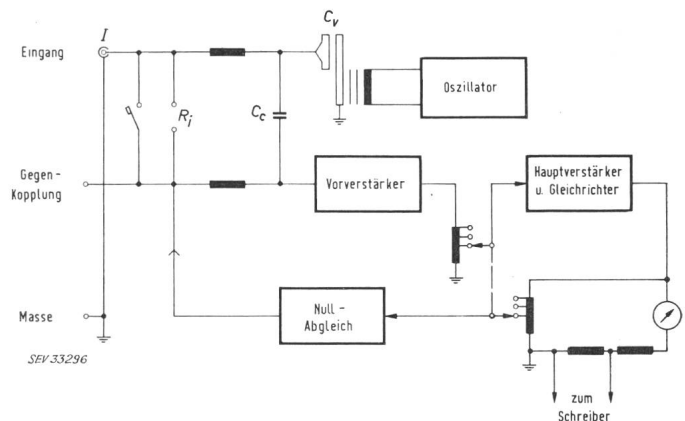 I
C_v
Eingang
Oszillator
R_i
C_c
Gegen-
Kopplung
Vorverstärker
Hauptverstärker
u. Gleichrichter
Null -
Abgleich
Masse
SEV 33296
zum
Schreiber